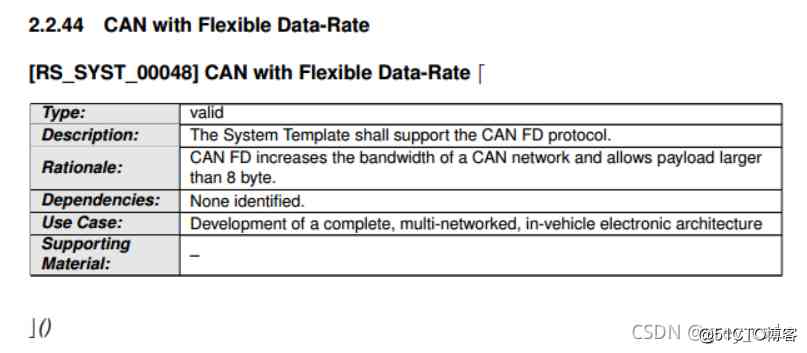 2.2.44 CAN with Flexible Data-Rate
[RS_SYST_00048] CAN with Flexible Data-Rate ⌈
Type: valid
Description: The System Template shall support the CAN FD protocol.
Rationale: CAN FD increases the bandwidth of a CAN network and allows payload larger
than 8 byte.
Dependencies: None identified.
Use Case: Development of a complete, multi-networked, in-vehicle electronic architecture
Supporting
Material: –
⌋()
CSDN
@51CTO博客